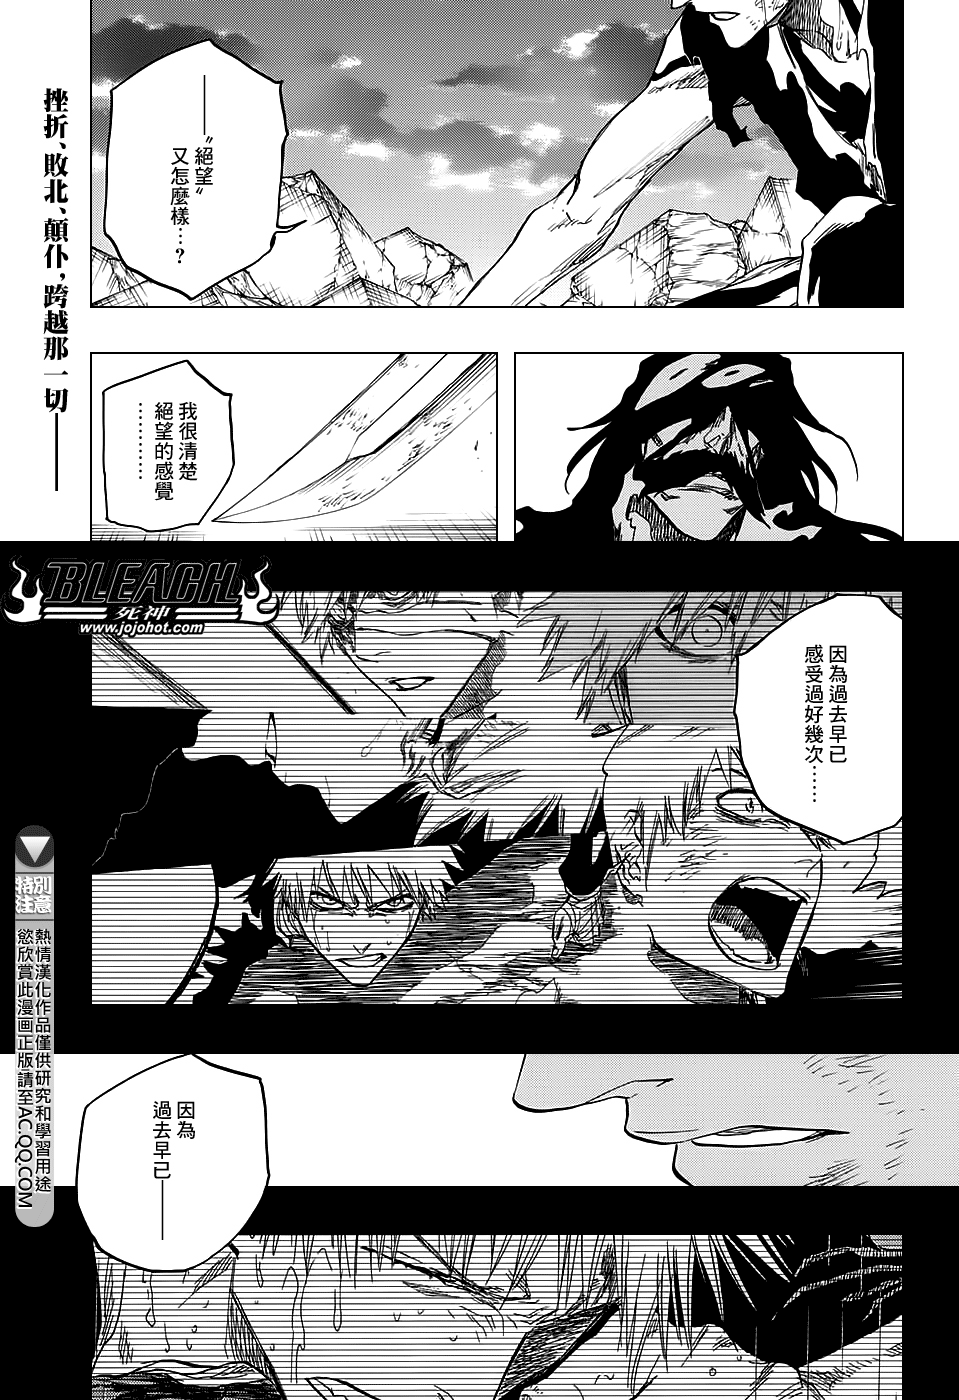 挫折、敗北、顛仆，跨越那一切——
——“絕望”
又怎麼樣…？
我很清楚
絕望的感覺
…………
BLEACH
死神
www.jojohot.com
因為過去早已
感受過好幾次……
別意
特注
熱情漢化作品僅供研究和學習用途
慾欣賞此漫画正版請至AC.QQ.COM
因為
過去早已——